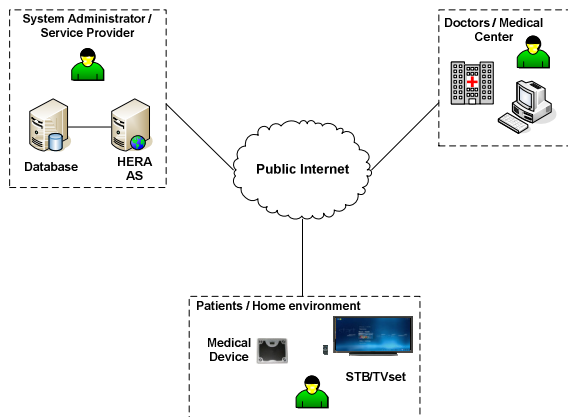 System Administrator /
Service Provider
Database
HERA
AS
Doctors / Medical
Center
Public Internet
Patients / Home environment
Medical
Device
STB/TVset